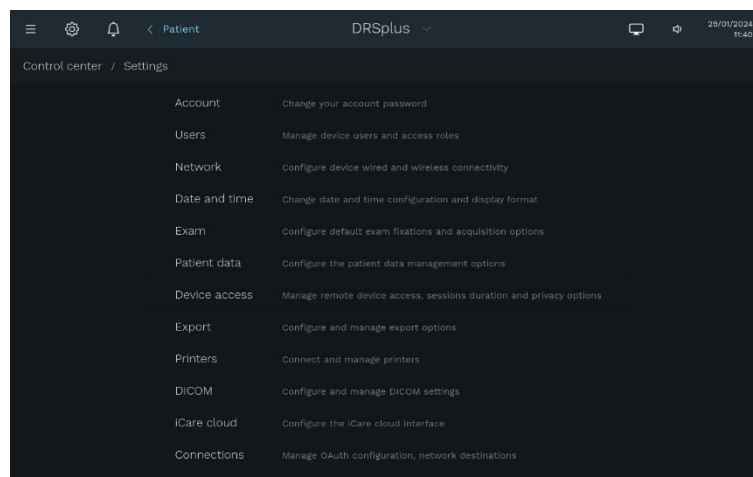 < Patient DRSplus 29/01/2024
11:40
Control center / Settings
Account Change your account password
Users Manage device users and access roles
Network Configure device wired and wireless connectivity
Date and time Change date and time configuration and display format
Exam Configure default exam fixations and acquisition options
Patient data Configure the patient data management options
Device access Manage remote device access, sessions duration and privacy options
Export Configure and manage export options
Printers Connect and manage printers
DICOM Configure and manage DICOM settings
iCare cloud Configure the iCare cloud interface
Connections Manage OAuth configuration, network destinations